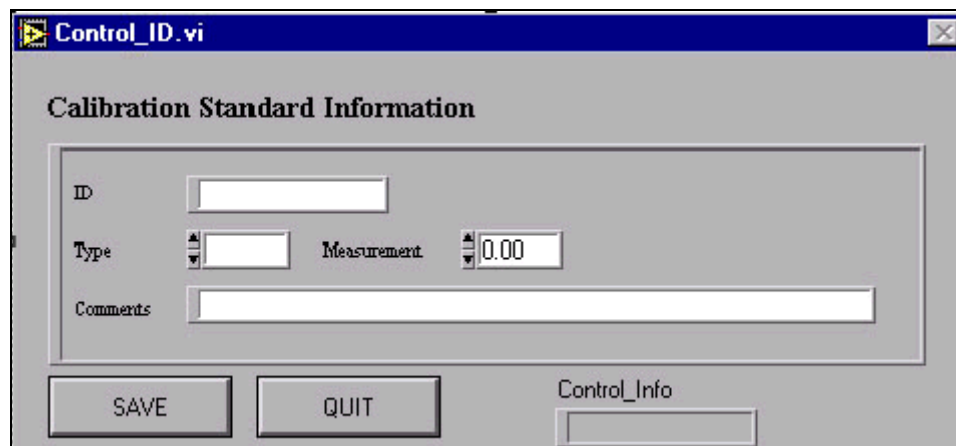 Control_ID.vi
Calibration Standard Information
ID
Type Measurement 0.00
Comments
SAVE QUIT Control_Info